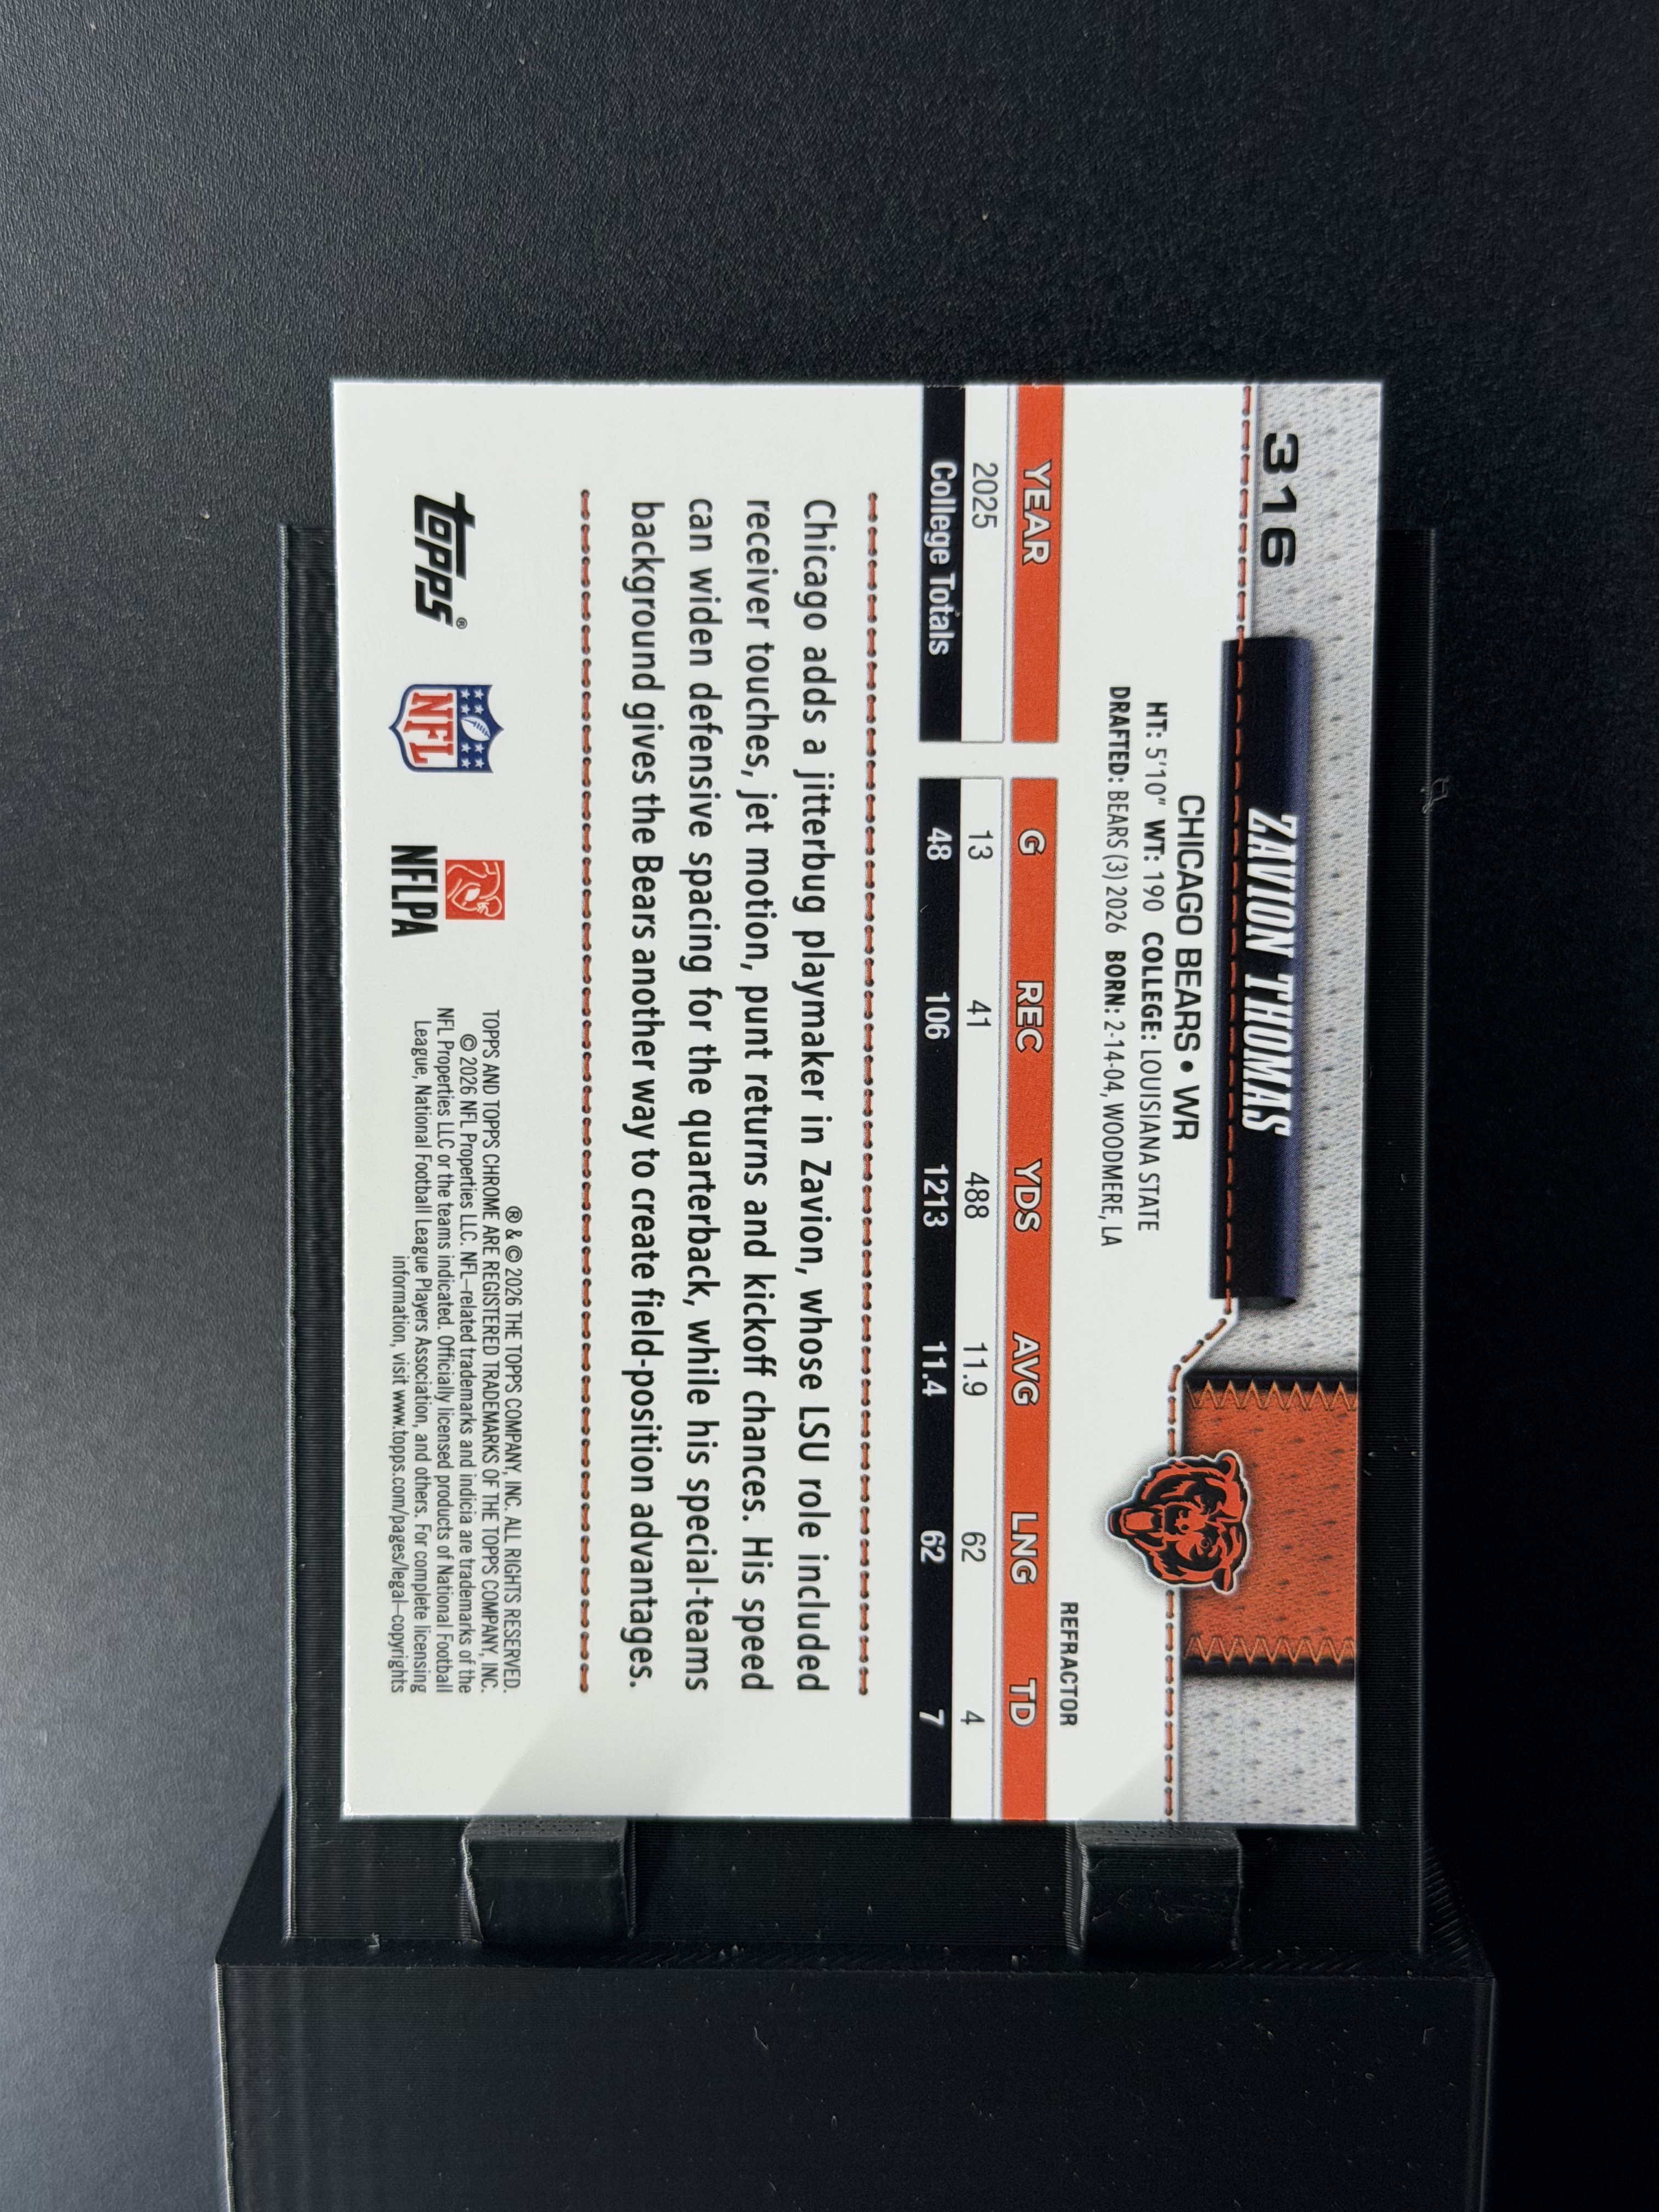 316
ZAVION THOMAS
CHICAGO BEARS • WR
HT: 5'10" WT: 190 COLLEGE: LOUISIANA STATE
DRAFTED: BEARS (3) 2026 BORN: 2-14-04, WOODMERE, LA
REFRACTOR
YEAR G REC YDS AVG LNG TD
2025 13 41 488 11.9 62 4
College Totals 48 106 1213 11.4 62 7
Chicago adds a jitterbug playmaker in Zavion, whose LSU role included
receiver touches, jet motion, punt returns and kickoff chances. His speed
can widen defensive spacing for the quarterback, while his special-teams
background gives the Bears another way to create field-position advantages.
topps®
NFL
NFLPA
® & © 2026 THE TOPPS COMPANY, INC. ALL RIGHTS RESERVED.
TOPPS AND TOPPS CHROME ARE REGISTERED TRADEMARKS OF THE TOPPS COMPANY, INC.
© 2026 NFL Properties LLC. NFL-related trademarks and indicia are trademarks of the
NFL Properties LLC or the teams indicated. Officially licensed products of National Football
League, National Football League Players Association, and others. For complete licensing
information, visit www.topps.com/pages/legal-copyrights